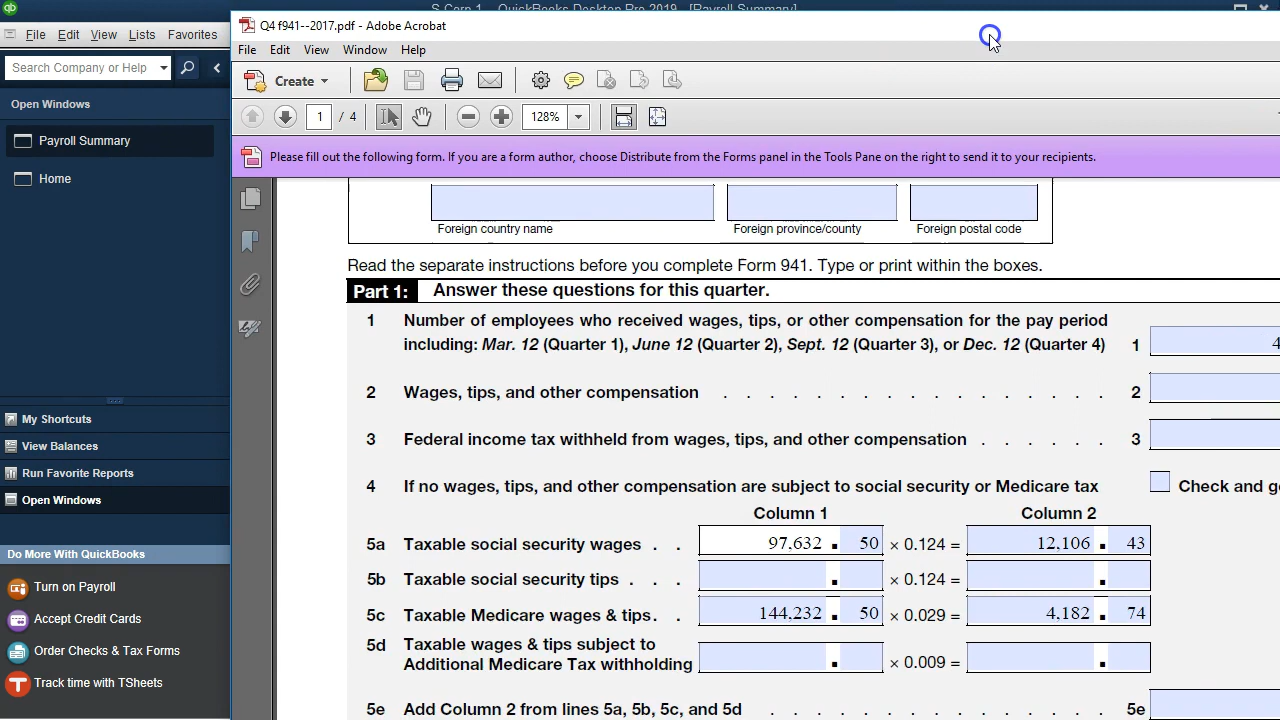 S Corp 1 - QuickBooks Desktop Pro 2019 - [Payroll Summary]
Q4 f941--2017.pdf - Adobe Acrobat
File Edit View Lists Favorites
File Edit View Window Help
Search Company or Help
Create
1 / 4 128%
Open Windows
Payroll Summary
Home
Please fill out the following form. If you are a form author, choose Distribute from the Forms panel in the Tools Pane on the right to send it to your recipients.
Foreign country name Foreign province/county Foreign postal code
Read the separate instructions before you complete Form 941. Type or print within the boxes.
Part 1: Answer these questions for this quarter.
1 Number of employees who received wages, tips, or other compensation for the pay period
including: Mar. 12 (Quarter 1), June 12 (Quarter 2), Sept. 12 (Quarter 3), or Dec. 12 (Quarter 4) 1 4
2 Wages, tips, and other compensation . . . . . . . . . . . . . . . . . 2
3 Federal income tax withheld from wages, tips, and other compensation . . . . . . 3
4 If no wages, tips, and other compensation are subject to social security or Medicare tax Check and go
Column 1 Column 2
5a Taxable social security wages . . 97,632 . 50 × 0.124 = 12,106 . 43
5b Taxable social security tips . . . . × 0.124 = .
5c Taxable Medicare wages & tips. . 144,232 . 50 × 0.029 = 4,182 . 74
5d Taxable wages & tips subject to
Additional Medicare Tax withholding . × 0.009 = .
5e Add Column 2 from lines 5a, 5b, 5c, and 5d . . . . . . . . . . . . . . . 5e
My Shortcuts
View Balances
Run Favorite Reports
Open Windows
Do More With QuickBooks
Turn on Payroll
Accept Credit Cards
Order Checks & Tax Forms
Track time with TSheets